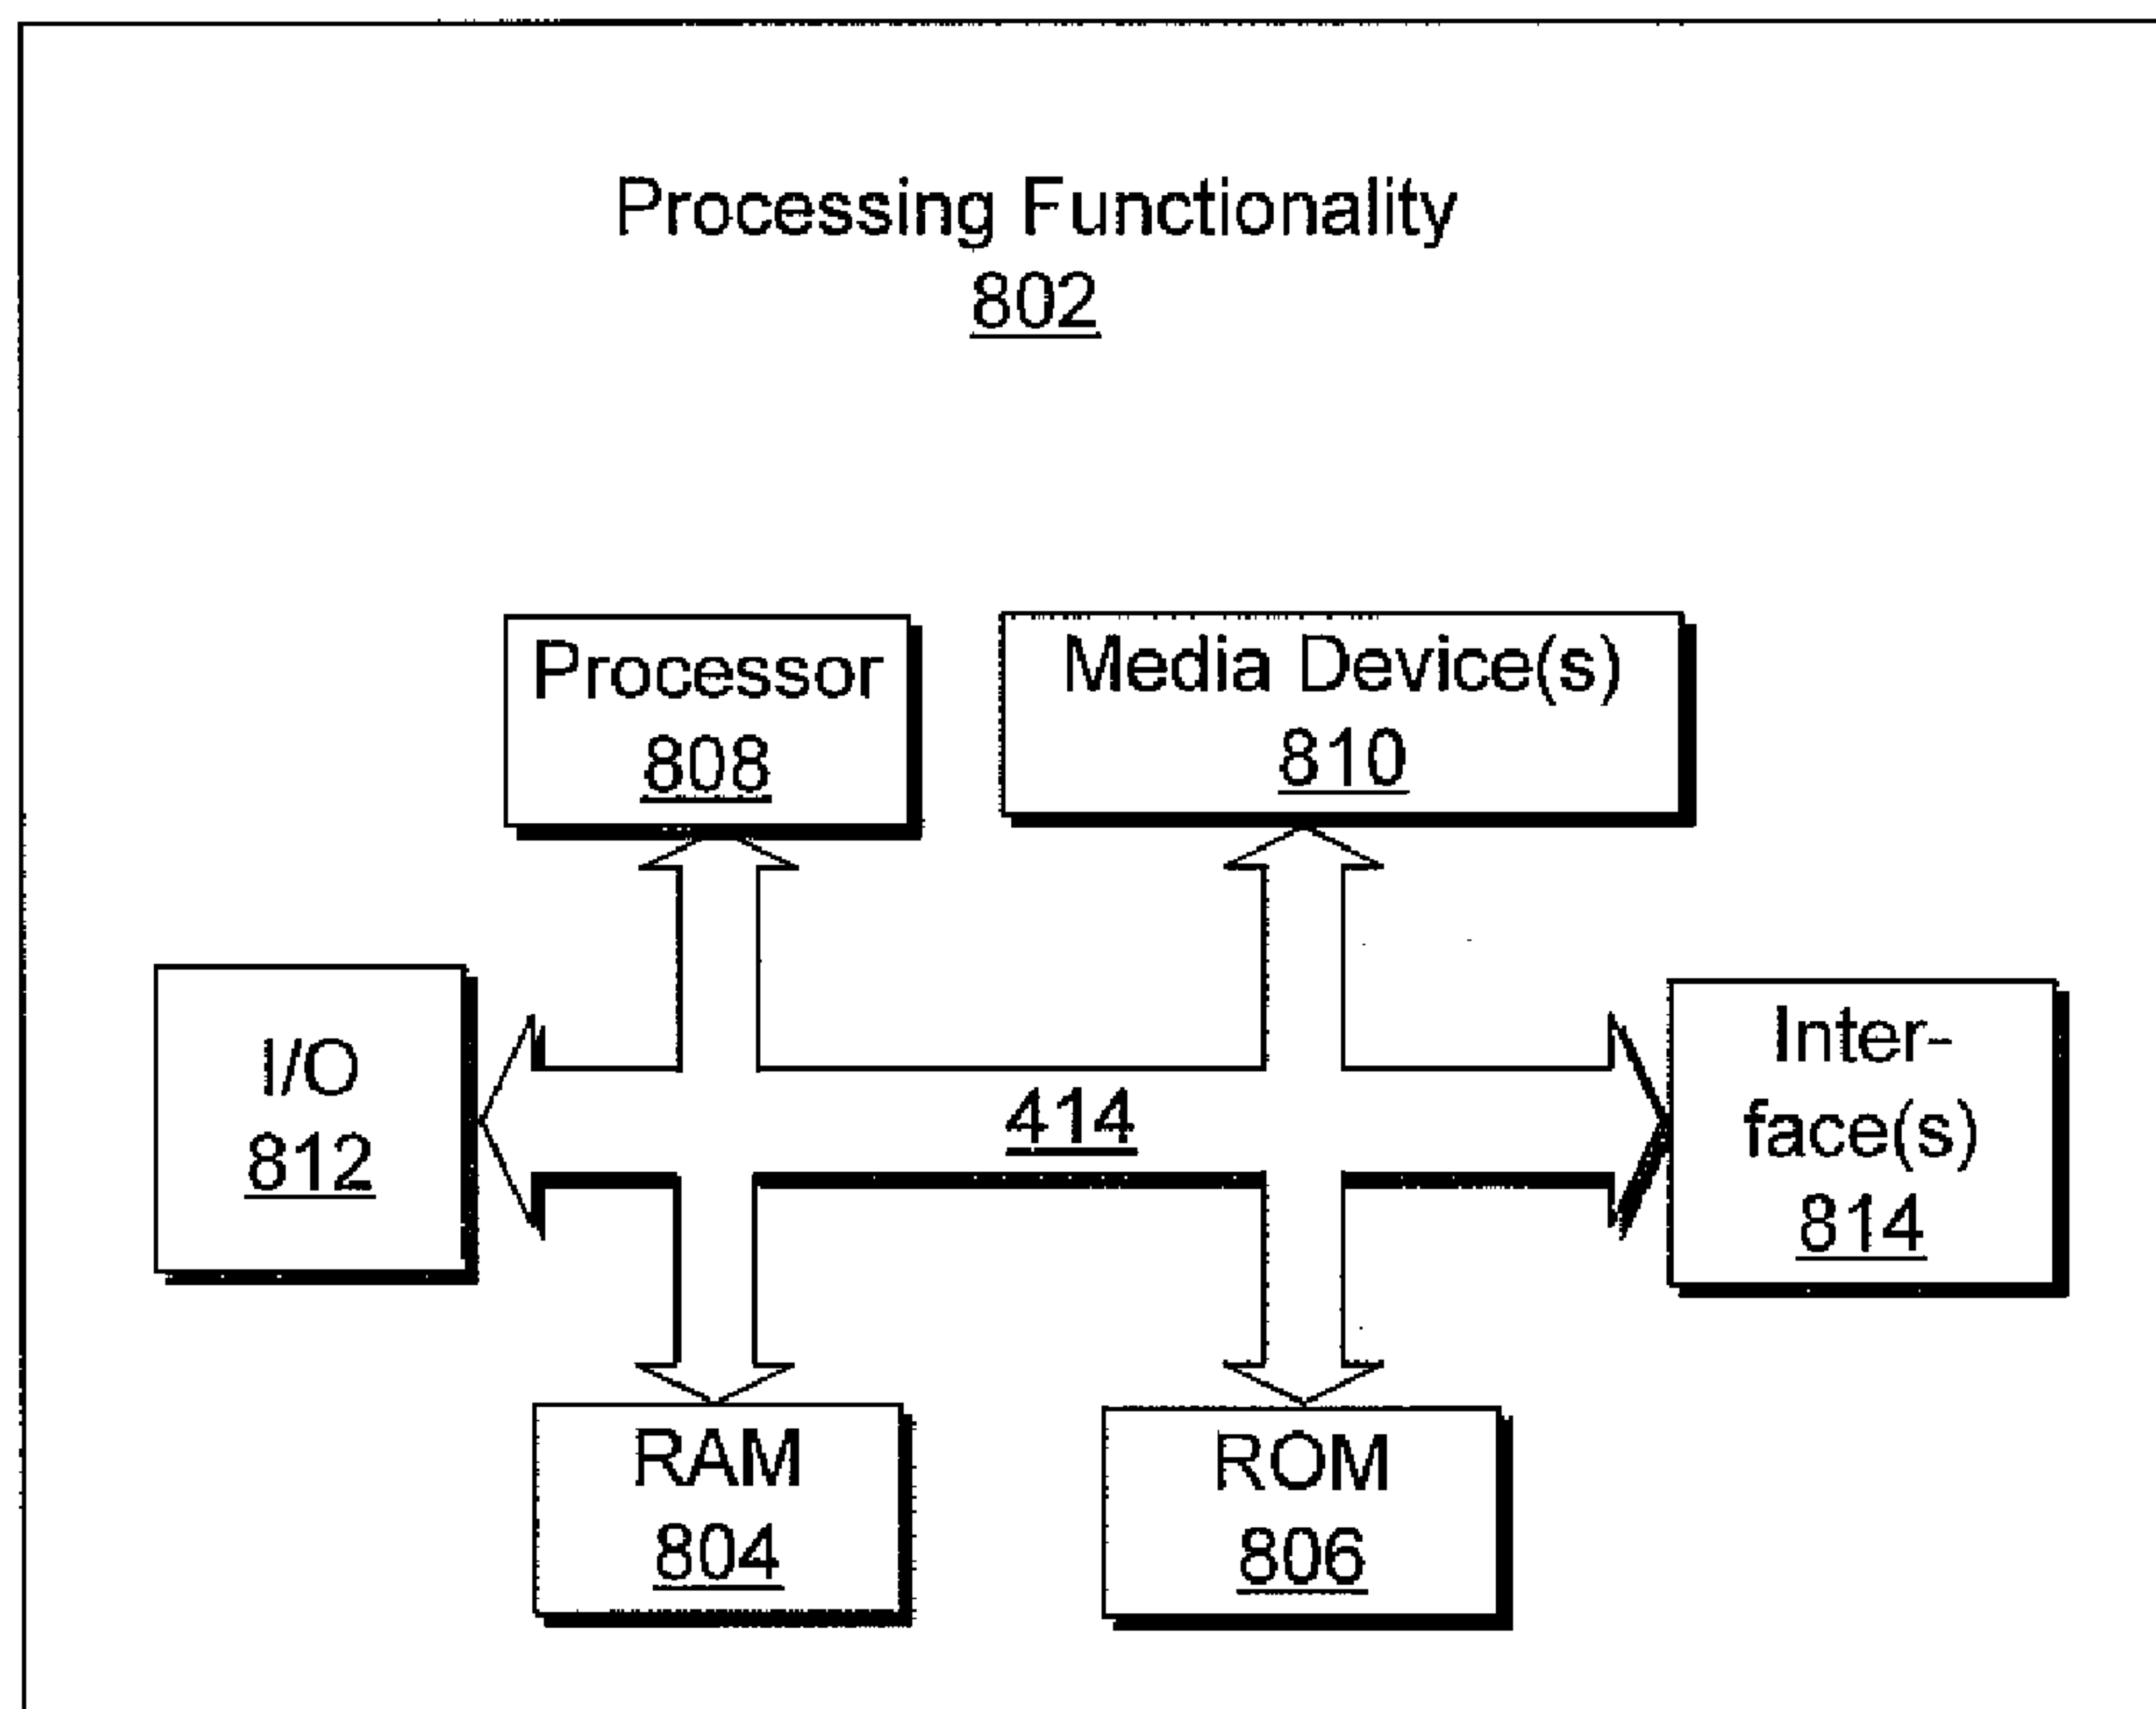 Processing Functionality
802
Processor
808
Media Device(s)
810
I/O
812
414
Inter-
face(s)
814
RAM
804
ROM
806